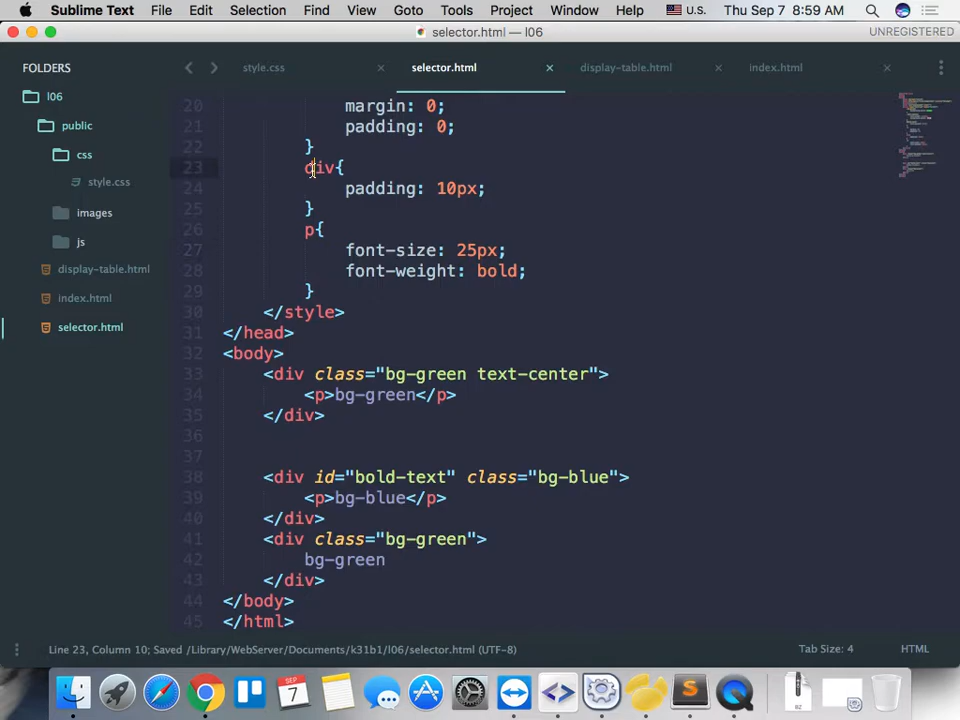 Sublime Text File Edit Selection Find View Goto Tools Project Window Help U.S. Thu Sep 7 8:59 AM
selector.html — l06 UNREGISTERED
FOLDERS
l06
public
css
style.css
images
js
display-table.html
index.html
selector.html
style.css × selector.html × display-table.html × index.html ×
20 margin: 0;
21 padding: 0;
22 }
23 div{
24 padding: 10px;
25 }
26 p{
27 font-size: 25px;
28 font-weight: bold;
29 }
30 </style>
31 </head>
32 <body>
33 <div class="bg-green text-center">
34 <p>bg-green</p>
35 </div>
36
37
38 <div id="bold-text" class="bg-blue">
39 <p>bg-blue</p>
40 </div>
41 <div class="bg-green">
42 bg-green
43 </div>
44 </body>
45 </html>
Line 23, Column 10; Saved /Library/WebServer/Documents/k31b1/l06/selector.html (UTF-8) Tab Size: 4 HTML
SEP
7